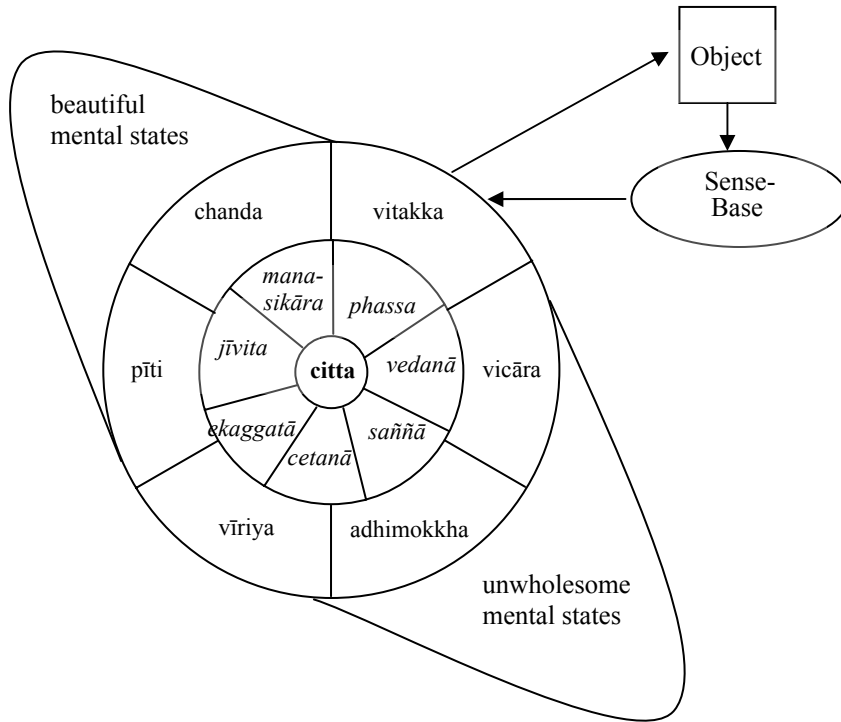 Object
beautiful
mental states
Sense-
Base
chanda
vitakka
mana-
sikāra
phassa
jīvita
citta
vedanā
pīti
vicāra
ekaggatā
cetanā
saññā
vīriya
adhimokkha
unwholesome
mental states